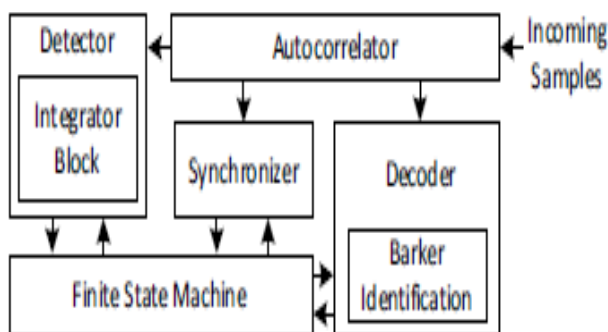 Detector
Integrator
Block
Autocorrelator
Incoming
Samples
Synchronizer
Decoder
Barker
Identification
Finite State Machine